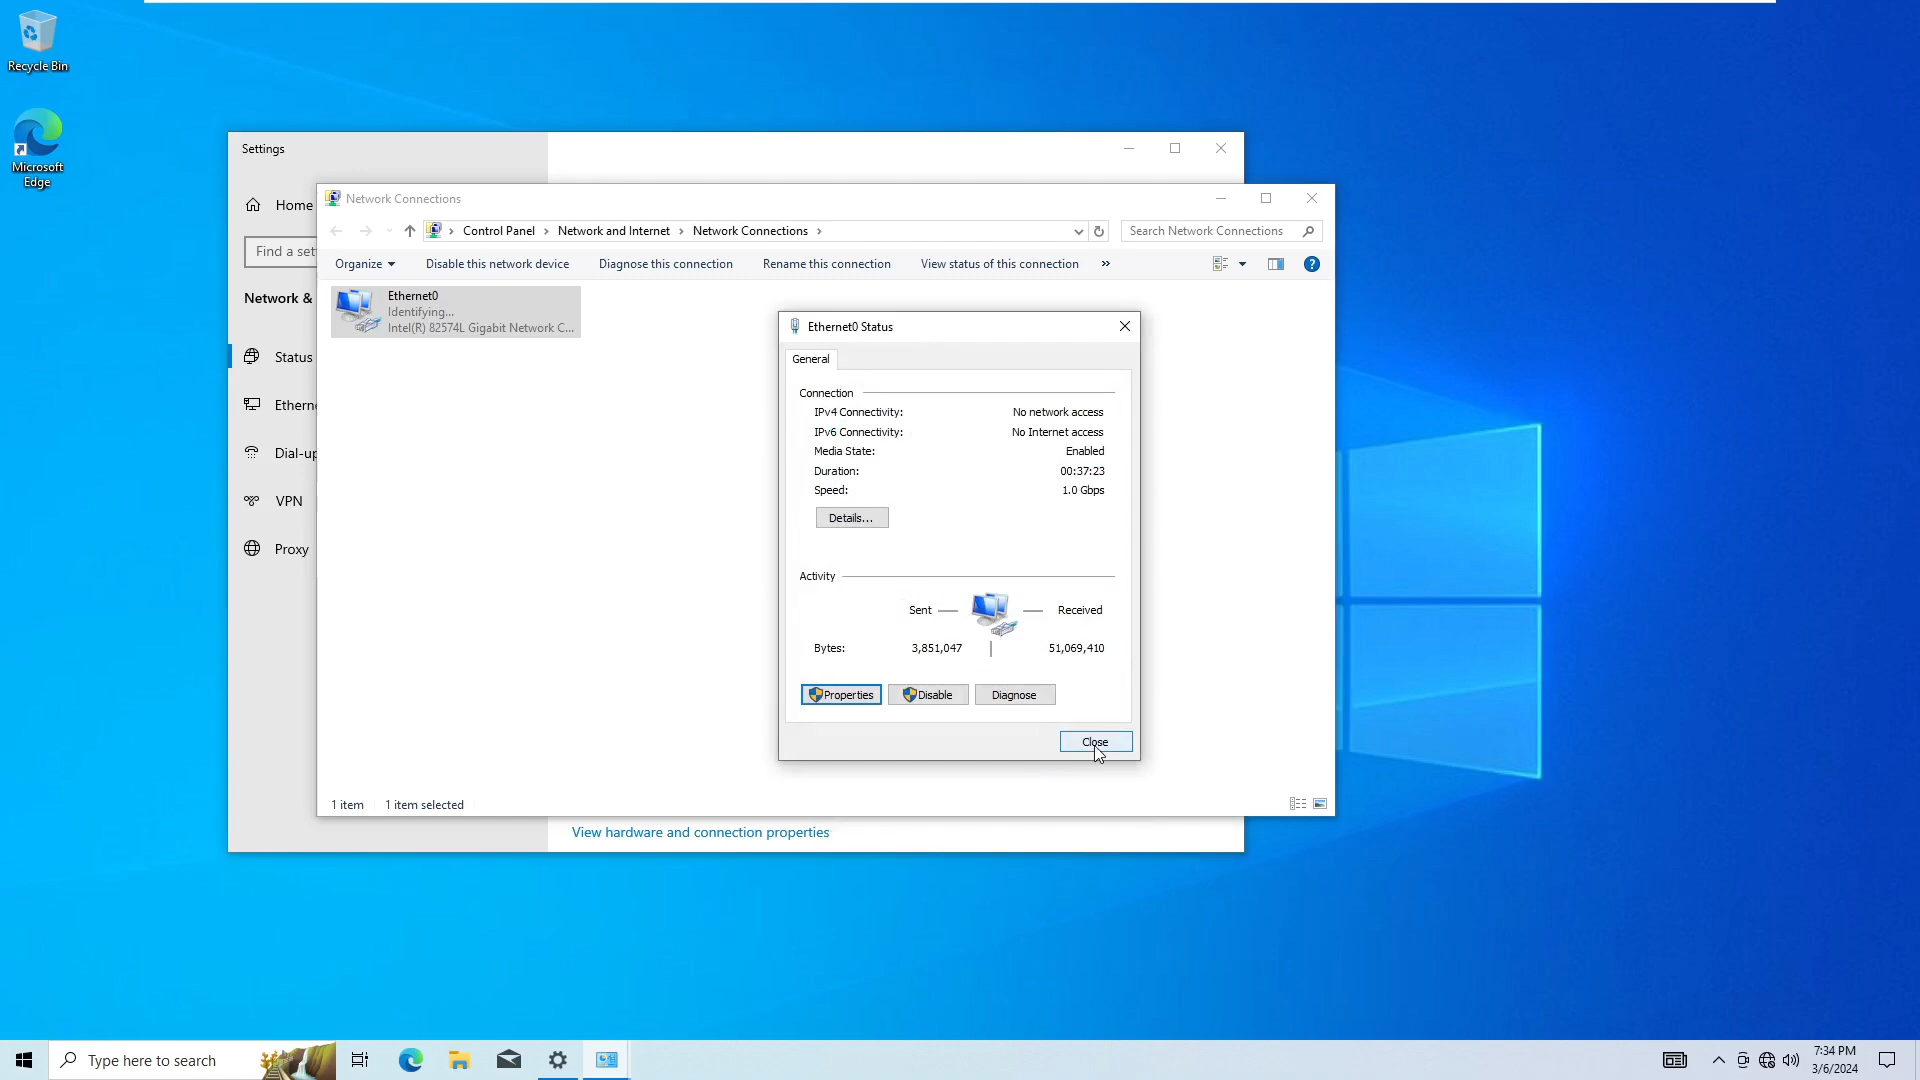 Recycle Bin
Microsoft
Edge
Settings
Home
Find a set
Network &
Status
Etherne
Dial-up
VPN
Proxy
Network Connections
Control Panel
Network and Internet
Network Connections
Search Network Connections
Organize
Disable this network device
Diagnose this connection
Rename this connection
View status of this connection
»
Ethernet0
Identifying...
Intel(R) 82574L Gigabit Network C...
Ethernet0 Status
General
Connection
IPv4 Connectivity: No network access
IPv6 Connectivity: No Internet access
Media State: Enabled
Duration: 00:37:23
Speed: 1.0 Gbps
Details...
Activity
Sent
Received
Bytes: 3,851,047 51,069,410
Properties
Disable
Diagnose
Close
1 item
1 item selected
View hardware and connection properties
Type here to search
7:34 PM
3/6/2024